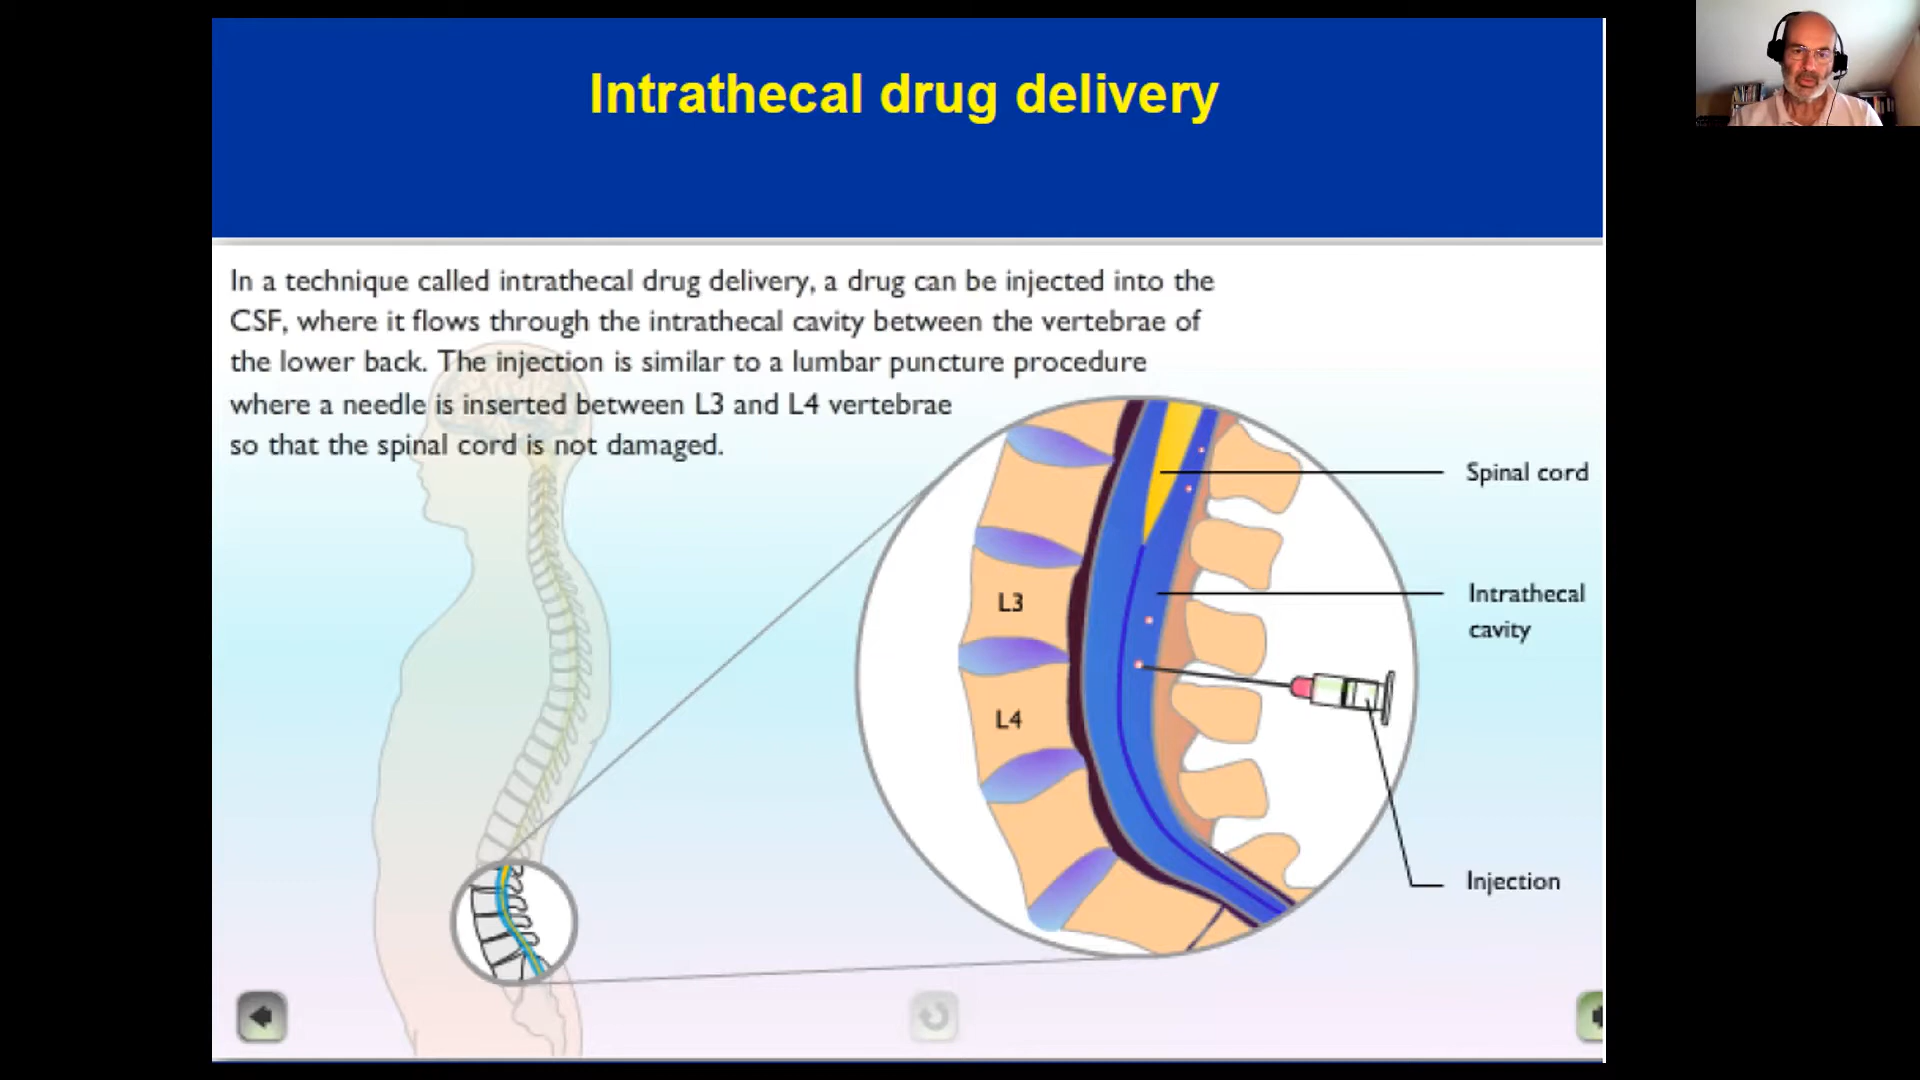 Intrathecal drug delivery
In a technique called intrathecal drug delivery, a drug can be injected into the
CSF, where it flows through the intrathecal cavity between the vertebrae of
the lower back. The injection is similar to a lumbar puncture procedure
where a needle is inserted between L3 and L4 vertebrae
so that the spinal cord is not damaged.
Spinal cord
Intrathecal
cavity
L3
L4
Injection